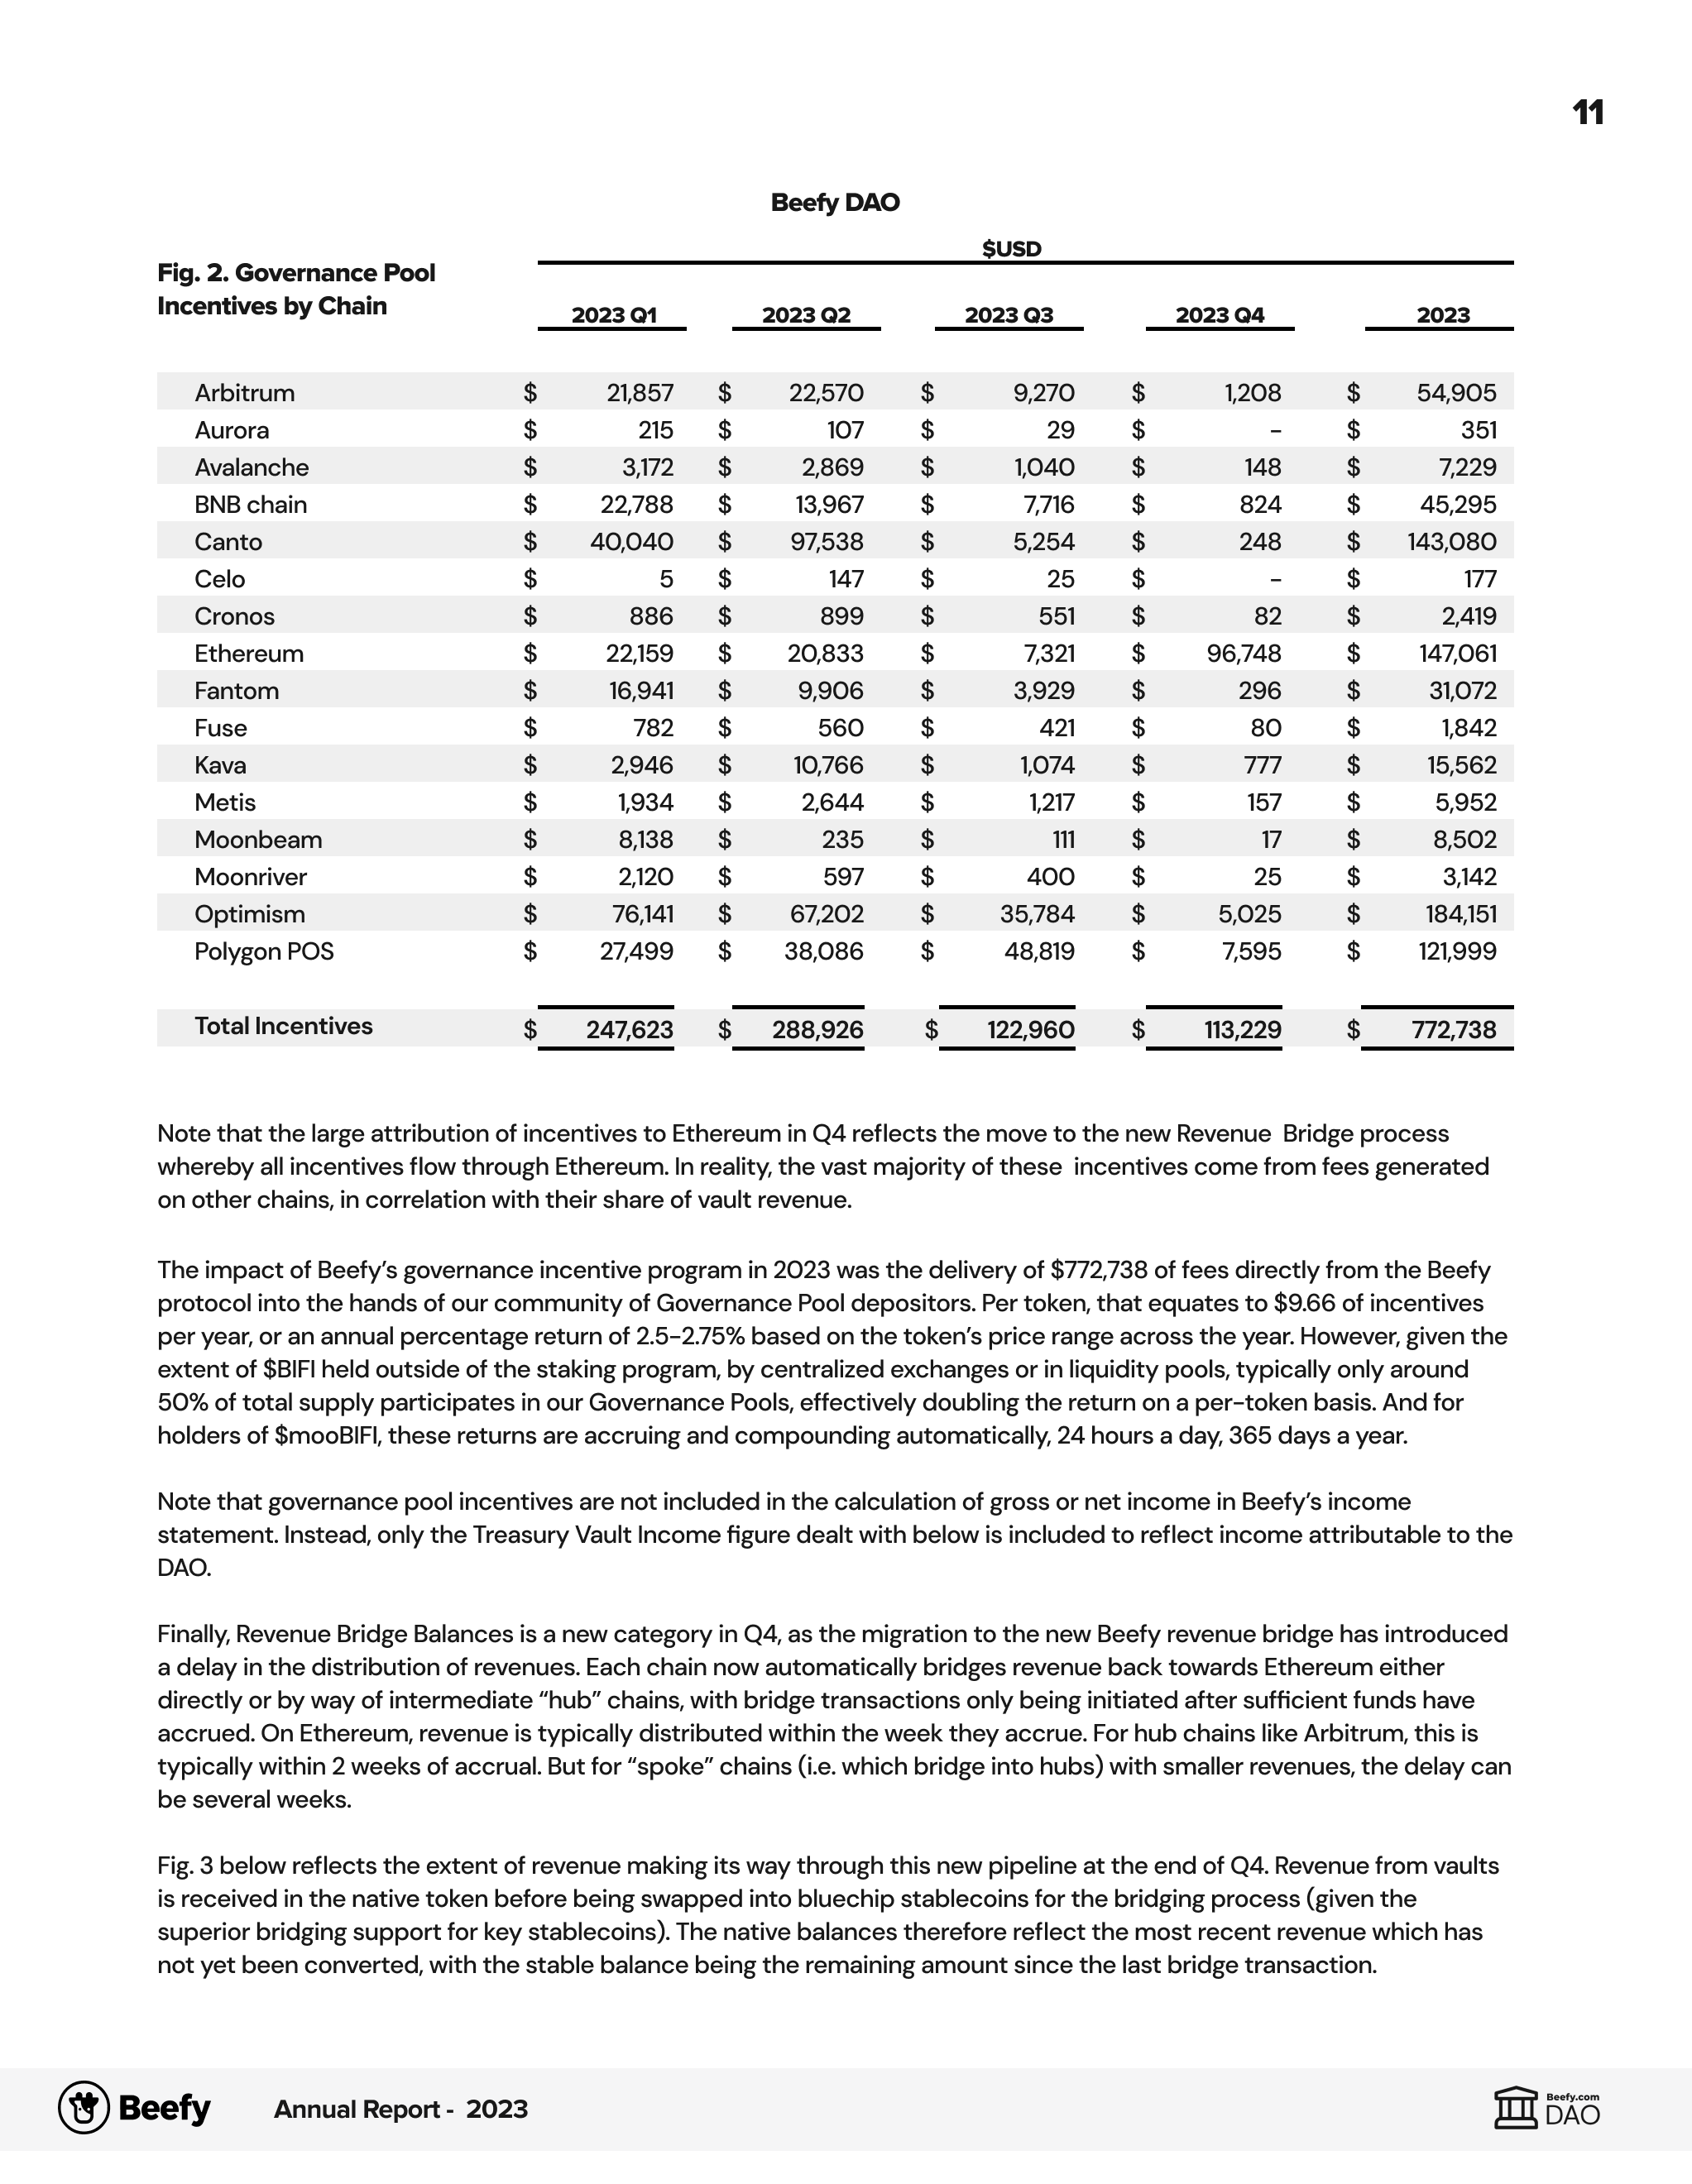 11
Beefy DAO
$USD
Fig. 2. Governance Pool
Incentives by Chain
2023 Q1 2023 Q2 2023 Q3 2023 Q4 2023
Arbitrum $ 21,857 $ 22,570 $ 9,270 $ 1,208 $ 54,905
Aurora $ 215 $ 107 $ 29 $ – $ 351
Avalanche $ 3,172 $ 2,869 $ 1,040 $ 148 $ 7,229
BNB chain $ 22,788 $ 13,967 $ 7,716 $ 824 $ 45,295
Canto $ 40,040 $ 97,538 $ 5,254 $ 248 $ 143,080
Celo $ 5 $ 147 $ 25 $ – $ 177
Cronos $ 886 $ 899 $ 551 $ 82 $ 2,419
Ethereum $ 22,159 $ 20,833 $ 7,321 $ 96,748 $ 147,061
Fantom $ 16,941 $ 9,906 $ 3,929 $ 296 $ 31,072
Fuse $ 782 $ 560 $ 421 $ 80 $ 1,842
Kava $ 2,946 $ 10,766 $ 1,074 $ 777 $ 15,562
Metis $ 1,934 $ 2,644 $ 1,217 $ 157 $ 5,952
Moonbeam $ 8,138 $ 235 $ 111 $ 17 $ 8,502
Moonriver $ 2,120 $ 597 $ 400 $ 25 $ 3,142
Optimism $ 76,141 $ 67,202 $ 35,784 $ 5,025 $ 184,151
Polygon POS $ 27,499 $ 38,086 $ 48,819 $ 7,595 $ 121,999
Total Incentives $ 247,623 $ 288,926 $ 122,960 $ 113,229 $ 772,738
Note that the large attribution of incentives to Ethereum in Q4 reflects the move to the new Revenue Bridge process
whereby all incentives flow through Ethereum. In reality, the vast majority of these incentives come from fees generated
on other chains, in correlation with their share of vault revenue.
The impact of Beefy's governance incentive program in 2023 was the delivery of $772,738 of fees directly from the Beefy
protocol into the hands of our community of Governance Pool depositors. Per token, that equates to $9.66 of incentives
per year, or an annual percentage return of 2.5–2.75% based on the token's price range across the year. However, given the
extent of $BIFI held outside of the staking program, by centralized exchanges or in liquidity pools, typically only around
50% of total supply participates in our Governance Pools, effectively doubling the return on a per-token basis. And for
holders of $mooBIFI, these returns are accruing and compounding automatically, 24 hours a day, 365 days a year.
Note that governance pool incentives are not included in the calculation of gross or net income in Beefy's income
statement. Instead, only the Treasury Vault Income figure dealt with below is included to reflect income attributable to the
DAO.
Finally, Revenue Bridge Balances is a new category in Q4, as the migration to the new Beefy revenue bridge has introduced
a delay in the distribution of revenues. Each chain now automatically bridges revenue back towards Ethereum either
directly or by way of intermediate “hub” chains, with bridge transactions only being initiated after sufficient funds have
accrued. On Ethereum, revenue is typically distributed within the week they accrue. For hub chains like Arbitrum, this is
typically within 2 weeks of accrual. But for “spoke” chains (i.e. which bridge into hubs) with smaller revenues, the delay can
be several weeks.
Fig. 3 below reflects the extent of revenue making its way through this new pipeline at the end of Q4. Revenue from vaults
is received in the native token before being swapped into bluechip stablecoins for the bridging process (given the
superior bridging support for key stablecoins). The native balances therefore reflect the most recent revenue which has
not yet been converted, with the stable balance being the remaining amount since the last bridge transaction.
Beefy Annual Report - 2023
Beefy.com
DAO